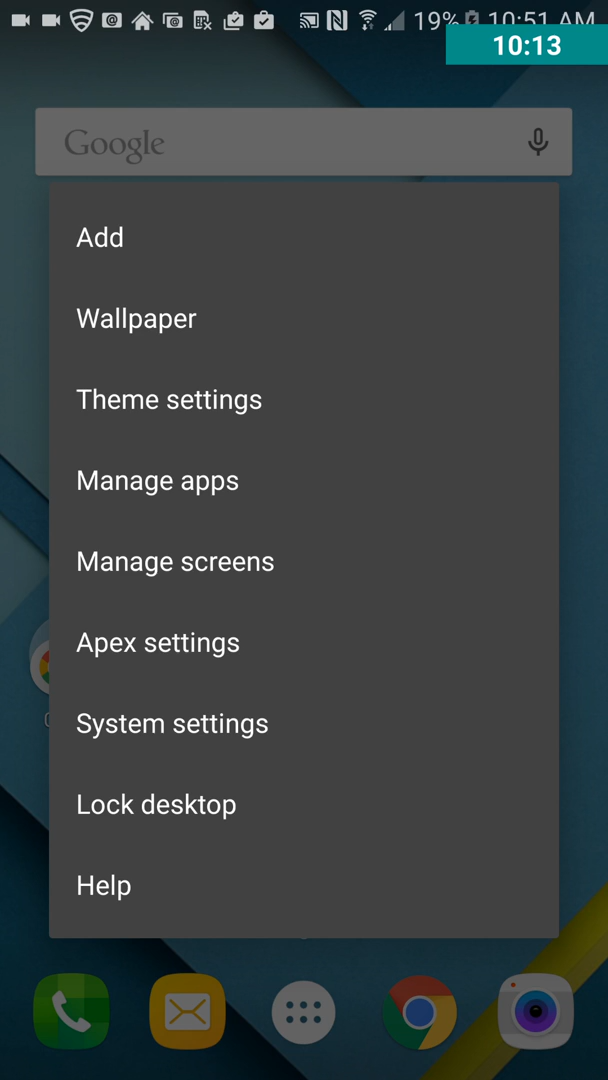 19% 10:51 AM
10:13
Google
Add
Wallpaper
Theme settings
Manage apps
Manage screens
Apex settings
System settings
Lock desktop
Help